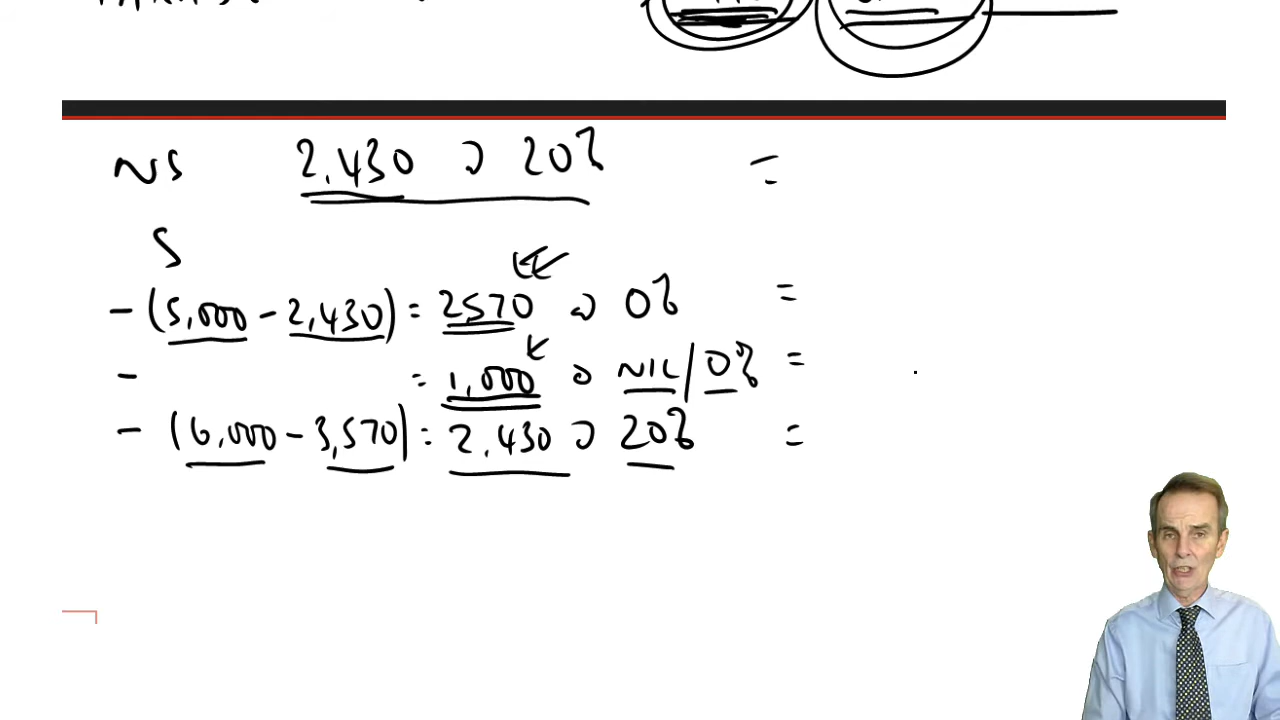 NS 2,430 @ 20% =
S
- (5,000 - 2,430) = 2570 @ 0% =
- = 1,000 @ NIL/0% =
- (6,000 - 3,570) = 2,430 @ 20% =